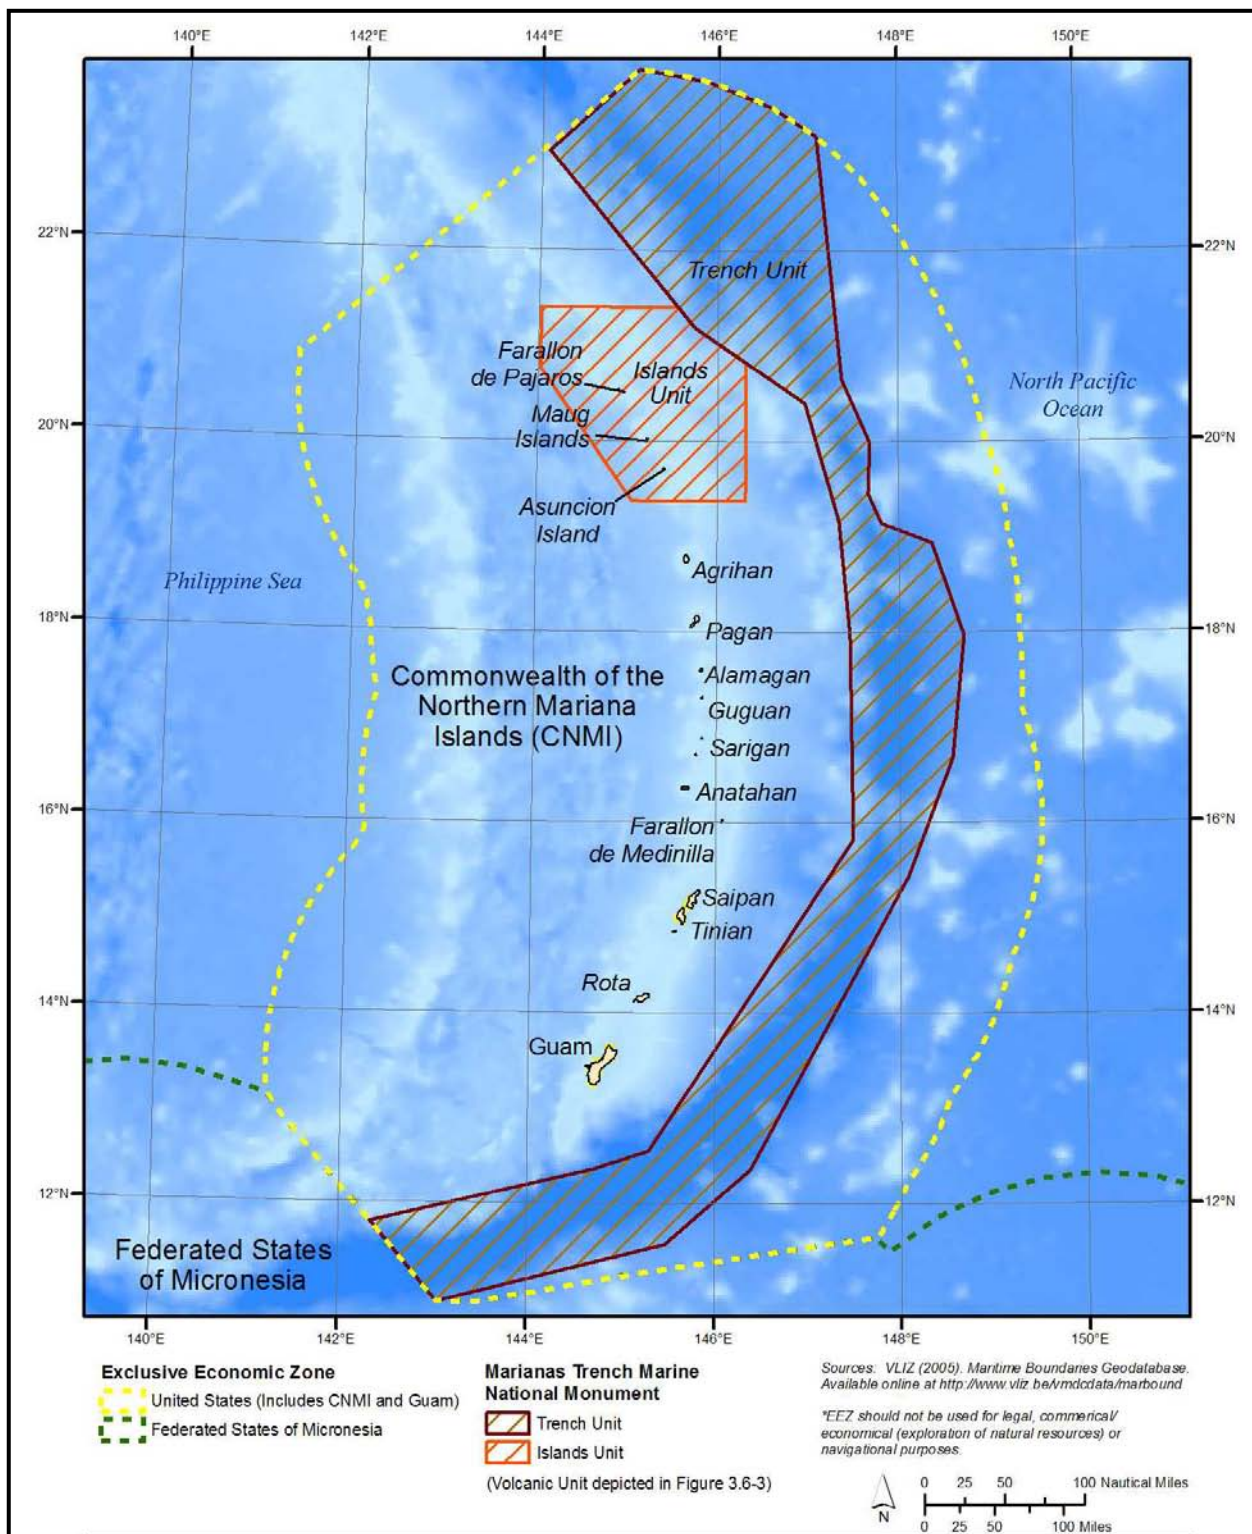 140°E 142°E 144°E 146°E 148°E 150°E
22°N 22°N
Trench Unit
Farallon
de Pajaros
Islands
Unit
North Pacific
Ocean
Maug
Islands
20°N 20°N
Asuncion
Island
Agrihan
Philippine Sea
18°N 18°N
Pagan
Commonwealth of the
Northern Mariana
Islands (CNMI)
Alamagan
Guguan
Sarigan
Anatahan
16°N 16°N
Farallon
de Medinilla
Saipan
Tinian
Rota
14°N 14°N
Guam
12°N 12°N
Federated States
of Micronesia
140°E 142°E 144°E 146°E 148°E 150°E
Exclusive Economic Zone
United States (Includes CNMI and Guam)
Federated States of Micronesia
Marianas Trench Marine
National Monument
Trench Unit
Islands Unit
(Volcanic Unit depicted in Figure 3.6-3)
Sources: VLIZ (2005). Maritime Boundaries Geodatabase.
Available online at http://www.vliz.be/vmdcdata/marbound
*EEZ should not be used for legal, commerical/
economical (exploration of natural resources) or
navigational purposes.
N
0 25 50 100 Nautical Miles
0 25 50 100 Miles